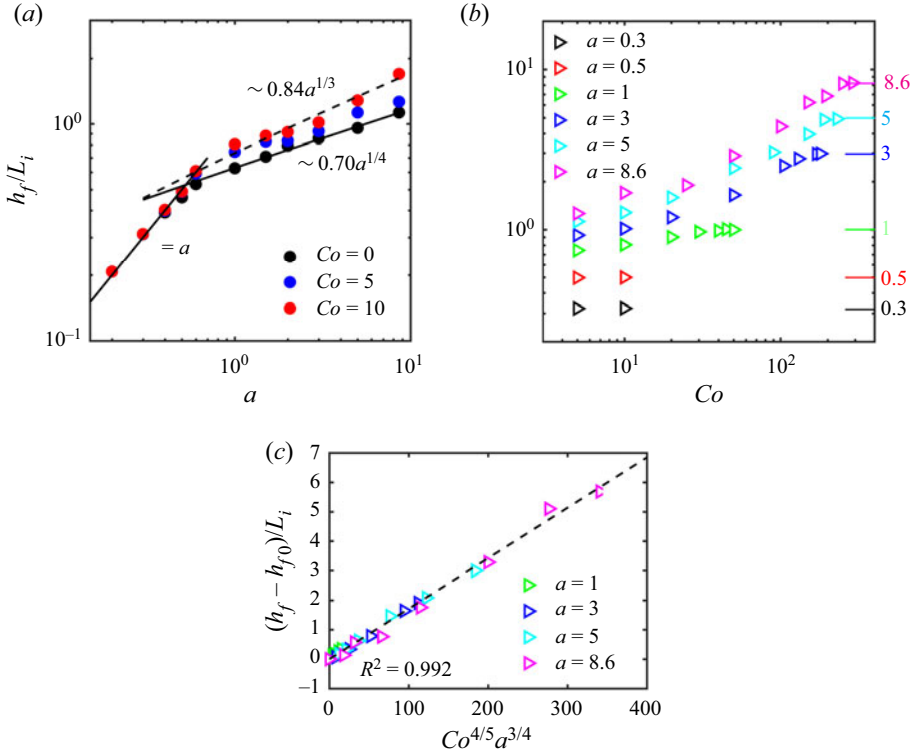 (a)
h_f/L_i
10^0
10^{-1}
10^0
10^1
a
~ 0.84a^{1/3}
~ 0.70a^{1/4}
= a
Co = 0
Co = 5
Co = 10
(b)
10^1
10^0
10^1
10^2
Co
a = 0.3
a = 0.5
a = 1
a = 3
a = 5
a = 8.6
8.6
5
3
1
0.5
0.3
(c)
(h_f – h_{f0})/L_i
7
6
5
4
3
2
1
0
–1
0
100
200
300
400
Co^{4/5}a^{3/4}
a = 1
a = 3
a = 5
a = 8.6
R^2 = 0.992